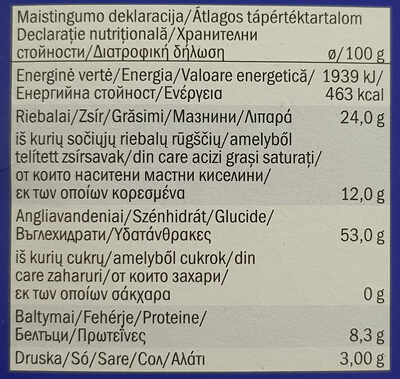 Maistingumo deklaracija/Átlagos tápértéktartalom
Declarație nutrițională/Хранителни
стойности/Διατροφική δήλωση ø/100 g
Energinė vertė/Energia/Valoare energetică/ 1939 kJ/
Енергийна стойност/Ενέργεια 463 kcal
Riebalai/Zsír/Grăsimi/Мазнини/Λιπαρά 24,0 g
iš kurių sočiųjų riebalų rūgščių/amelyből
telített zsírsavak/din care acizi grași saturați/
от които наситени мастни киселини/
εκ των οποίων κορεσμένα 12,0 g
Angliavandeniai/Szénhidrát/Glucide/
Въглехидрати/Υδατάνθρακες 53,0 g
iš kurių cukrų/amelyből cukrok/din
care zaharuri/от които захари/
εκ των οποίων σάκχαρα 0 g
Baltymai/Fehérje/Proteine/
Белтъци/Πρωτεΐνες 8,3 g
Druska/Só/Sare/Сол/Αλάτι 3,00 g